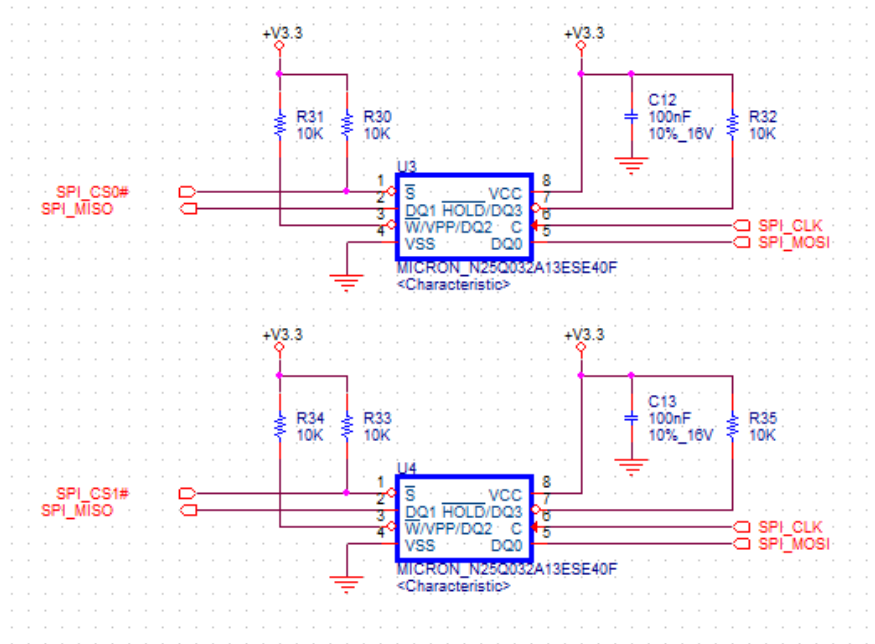 +V3.3 +V3.3
R31 10K
R30 10K
C12 100nF 10%_16V
R32 10K
U3
SPI_CS0# 1 S VCC 8
SPI_MISO 2 DQ1 HOLD/DQ3 7
3 W/VPP/DQ2 C 6 SPI_CLK
4 VSS DQ0 5 SPI_MOSI
MICRON_N25Q032A13ESE40F
<Characteristic>
+V3.3 +V3.3
R34 10K
R33 10K
C13 100nF 10%_16V
R35 10K
U4
SPI_CS1# 1 S VCC 8
SPI_MISO 2 DQ1 HOLD/DQ3 7
3 W/VPP/DQ2 C 6 SPI_CLK
4 VSS DQ0 5 SPI_MOSI
MICRON_N25Q032A13ESE40F
<Characteristic>